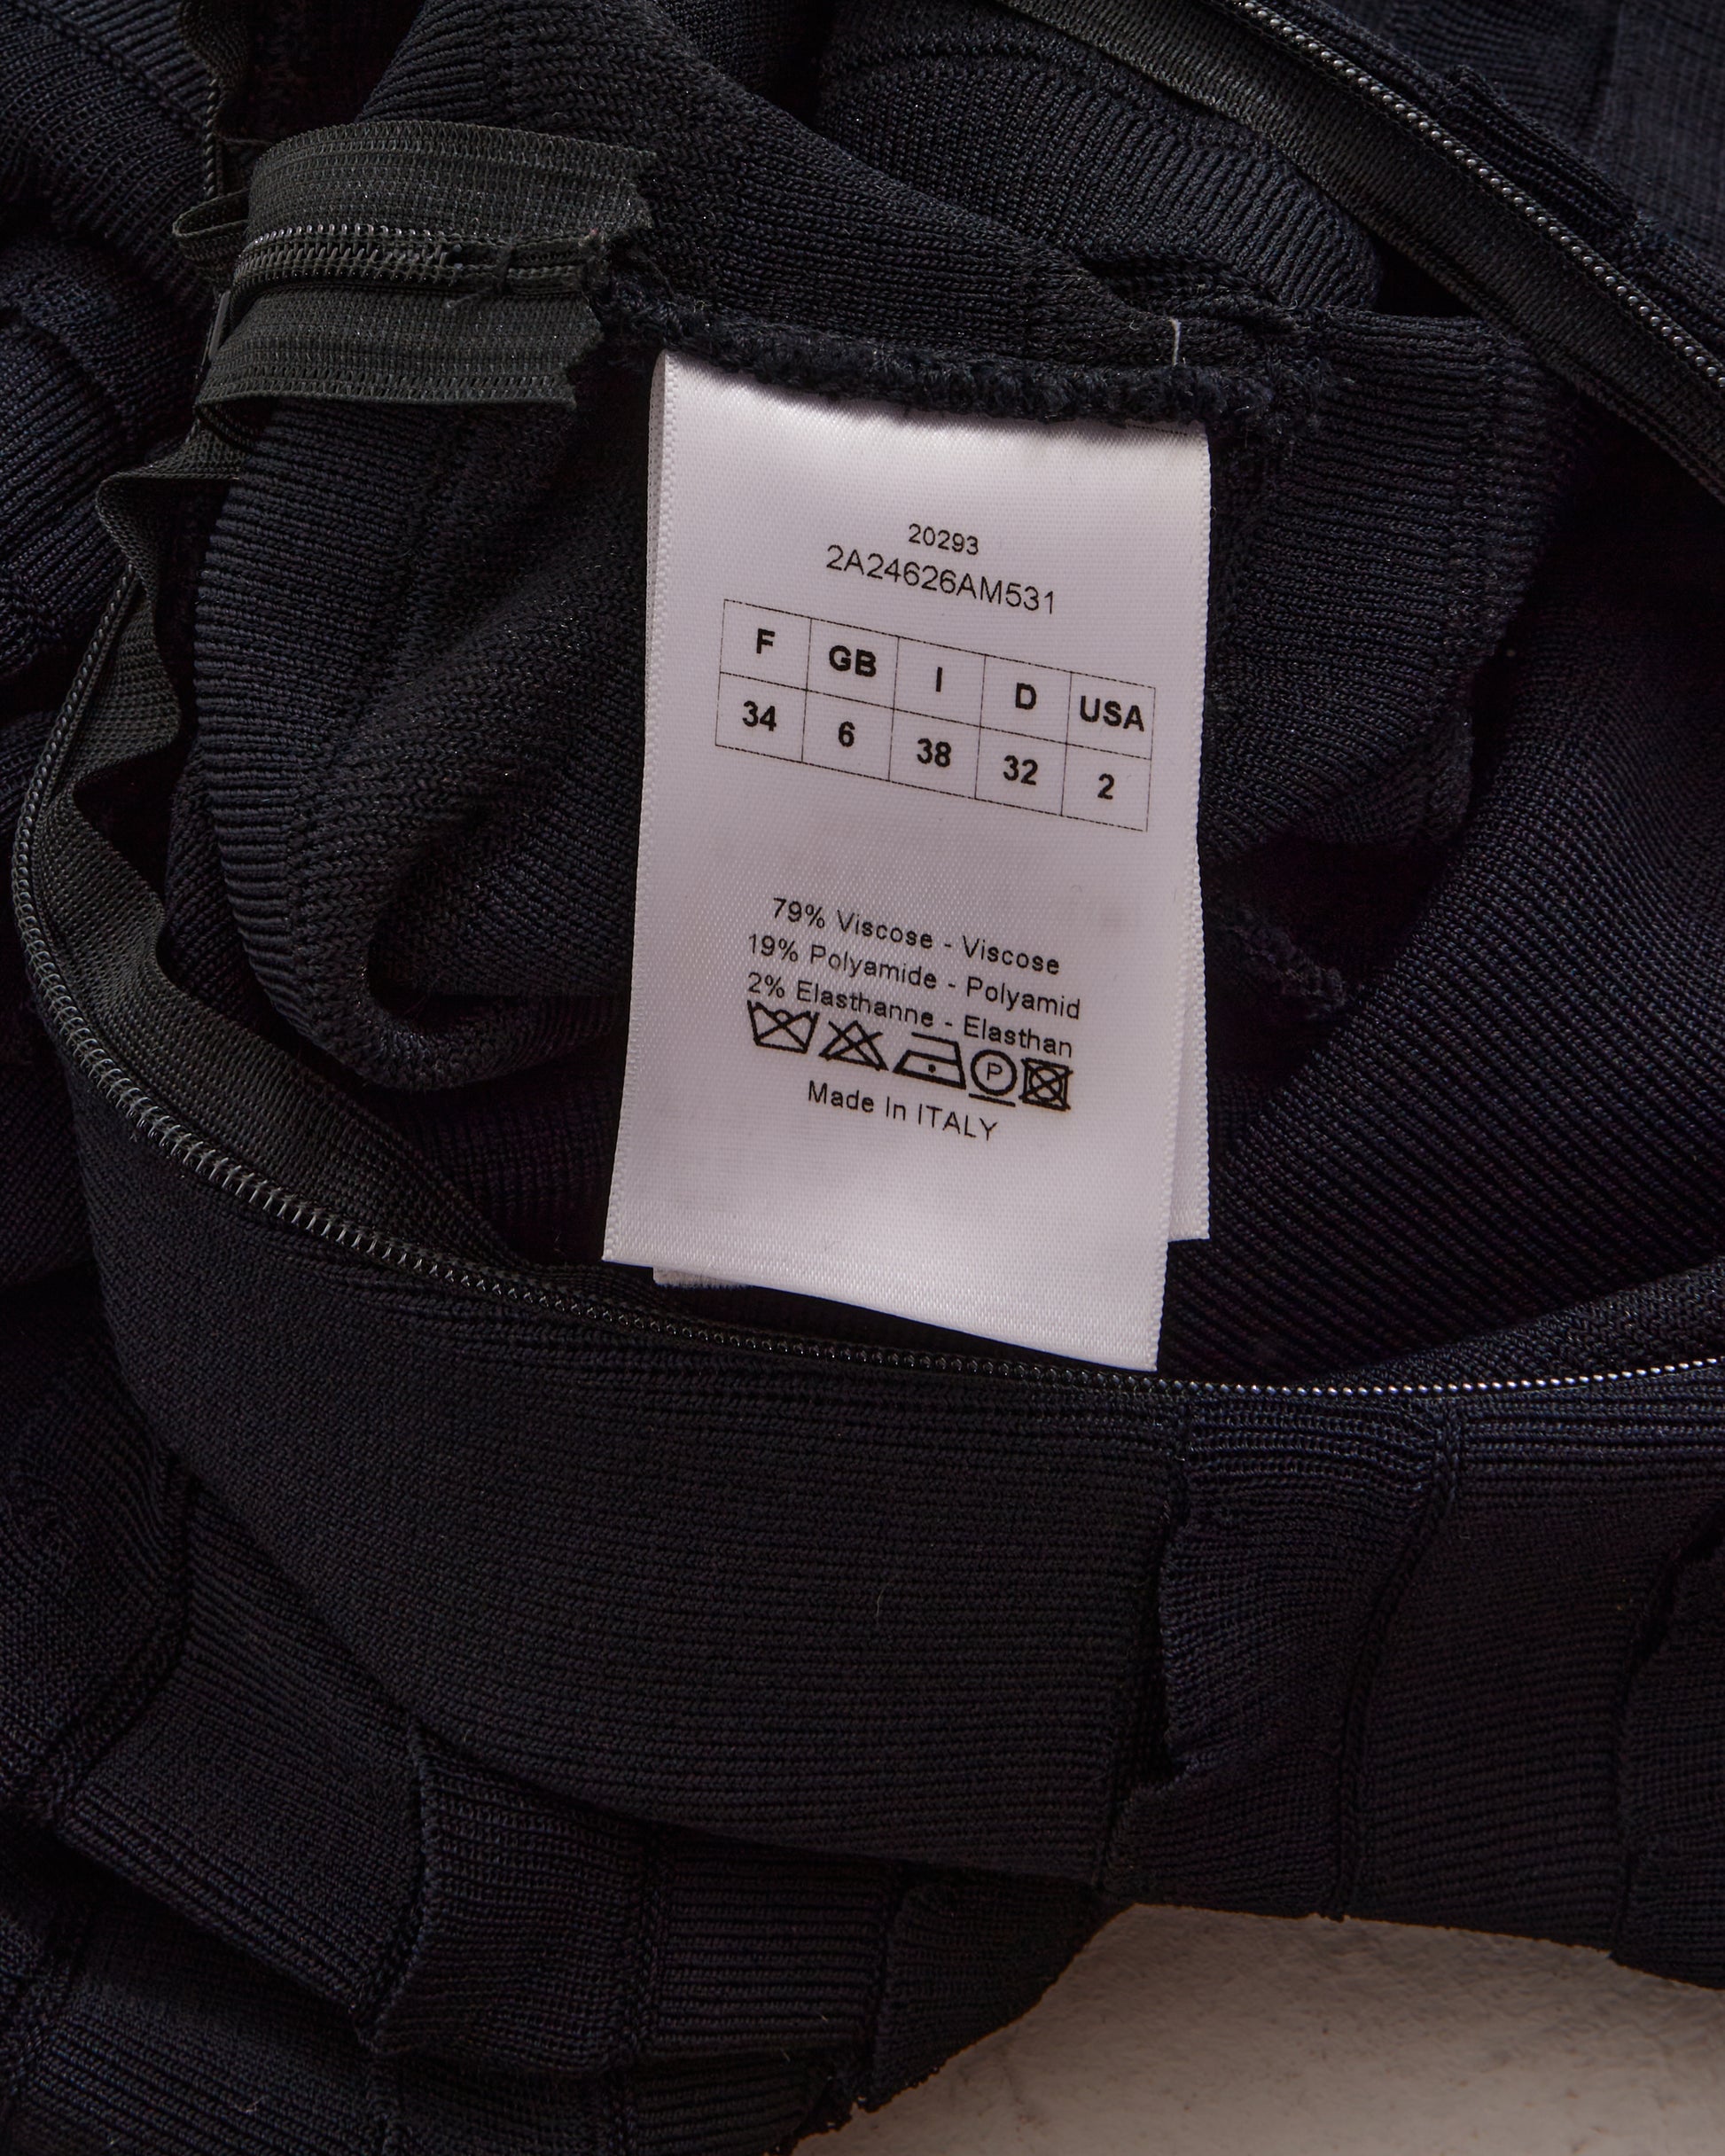 20293
2A24626AM531
F GB I D USA
34 6 38 32 2
79% Viscose - Viscose
19% Polyamide - Polyamid
2% Elasthanne - Elasthan
P
Made In ITALY